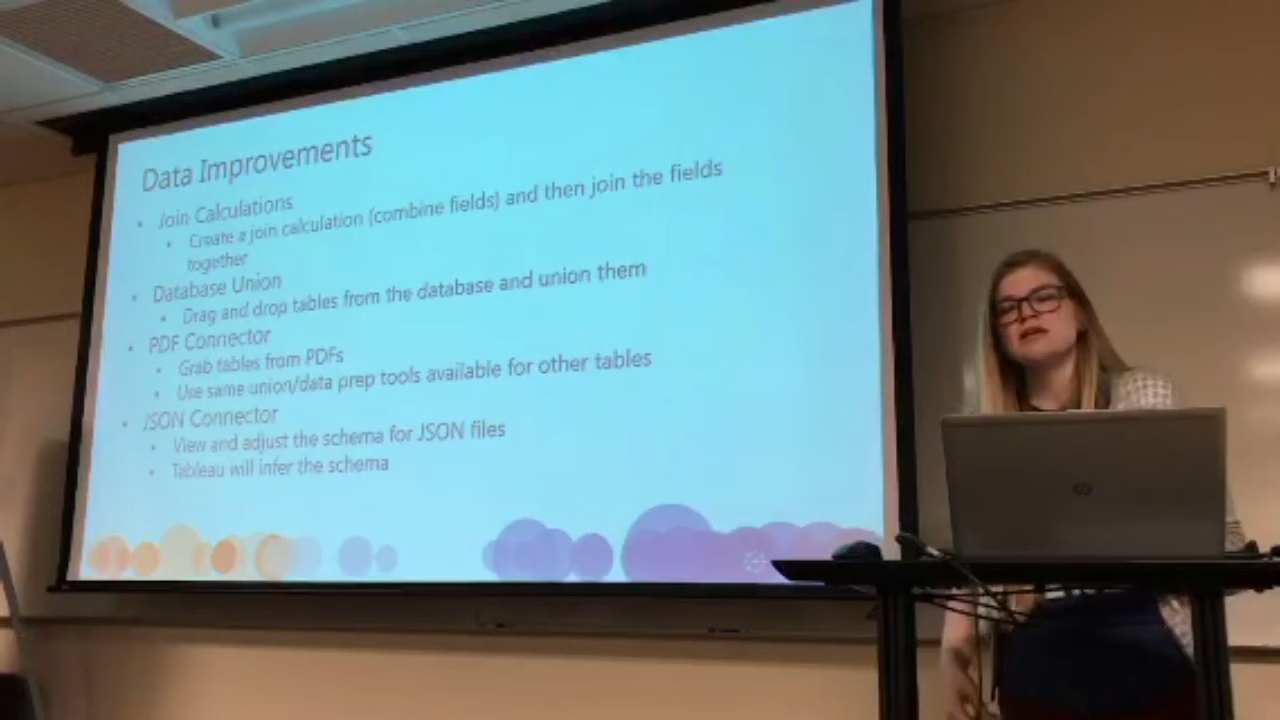 Data Improvements
• Join Calculations
• Create a join calculation (combine fields) and then join the fields
together
• Database Union
• Drag and drop tables from the database and union them
• PDF Connector
• Grab tables from PDFs
• Use same union/data prep tools available for other tables
• JSON Connector
• View and adjust the schema for JSON files
• Tableau will infer the schema
hp